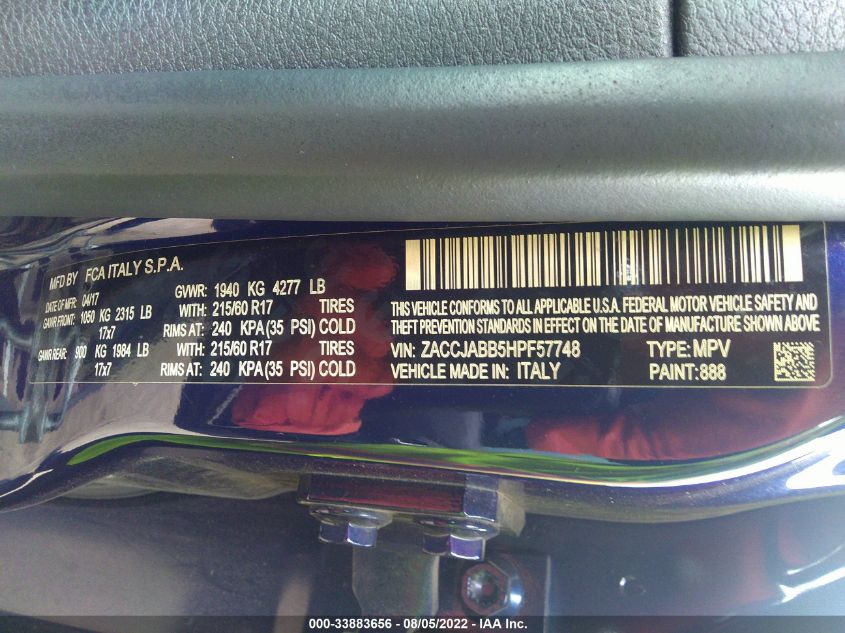 MFD BY FCA ITALY S.P.A.
DATE OF MFR: 04/17 GVWR: 1940 KG 4277 LB
GAWR FRONT: 1050 KG 2315 LB WITH: 215/60 R17 TIRES
17x7 RIMS AT: 240 KPA(35 PSI) COLD
GAWR REAR: 900 KG 1984 LB WITH: 215/60 R17 TIRES
17x7 RIMS AT: 240 KPA(35 PSI) COLD
THIS VEHICLE CONFORMS TO ALL APPLICABLE U.S.A. FEDERAL MOTOR VEHICLE SAFETY AND
THEFT PREVENTION STANDARDS IN EFFECT ON THE DATE OF MANUFACTURE SHOWN ABOVE
VIN: ZACCJABB5HPF57748 TYPE: MPV
VEHICLE MADE IN: ITALY PAINT:888
000-33883656 - 08/05/2022 - IAA Inc.